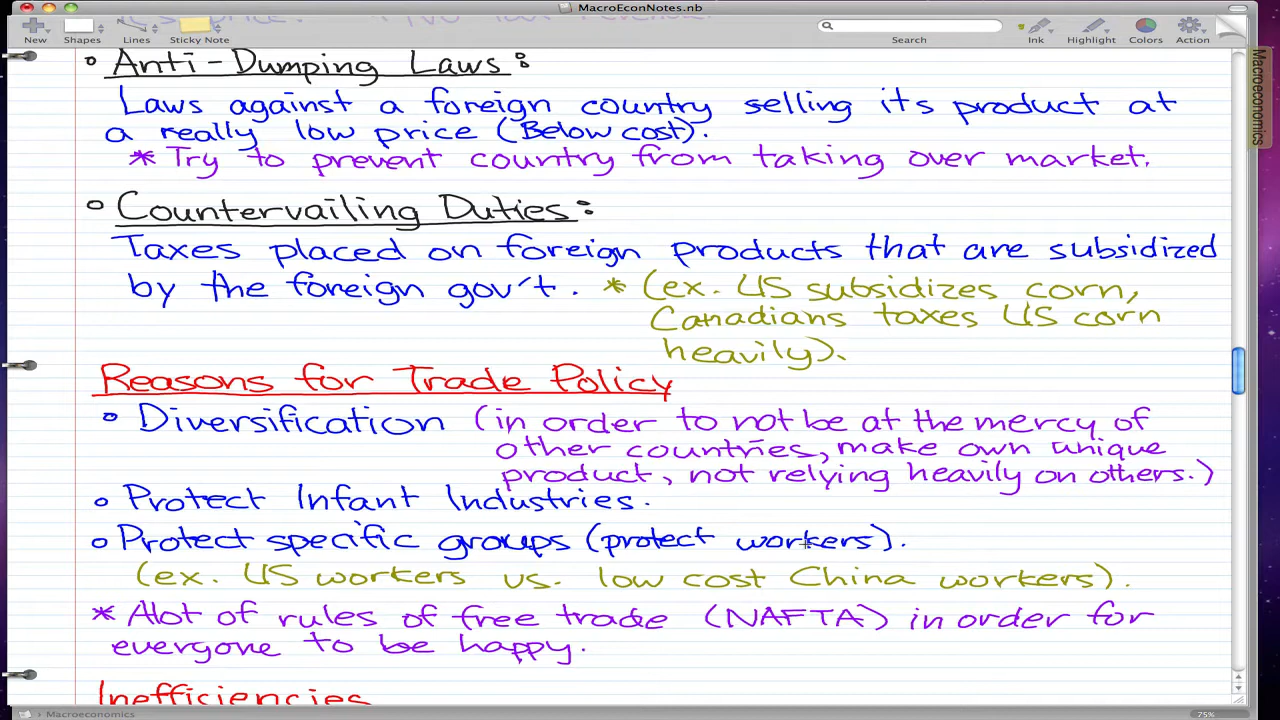 MacroEconNotes.nb
New Shapes Lines Sticky Note Search Ink Highlight Colors Action
Macroeconomics
• Anti-Dumping Laws:
Laws against a foreign country selling its product at
a really low price (Below cost).
* Try to prevent country from taking over market.
• Countervailing Duties:
Taxes placed on foreign products that are subsidized
by the foreign gov't. * (ex. US subsidizes corn,
Canadians taxes US corn
heavily).
Reasons for Trade Policy
• Diversification (in order to not be at the mercy of
other countries, make own unique
product, not relying heavily on others.)
• Protect Infant Industries.
• Protect specific groups (protect workers).
(ex. US workers vs. low cost China workers).
* Alot of rules of free trade (NAFTA) in order for
everyone to be happy.
Inefficiencies
Macroeconomics
75%